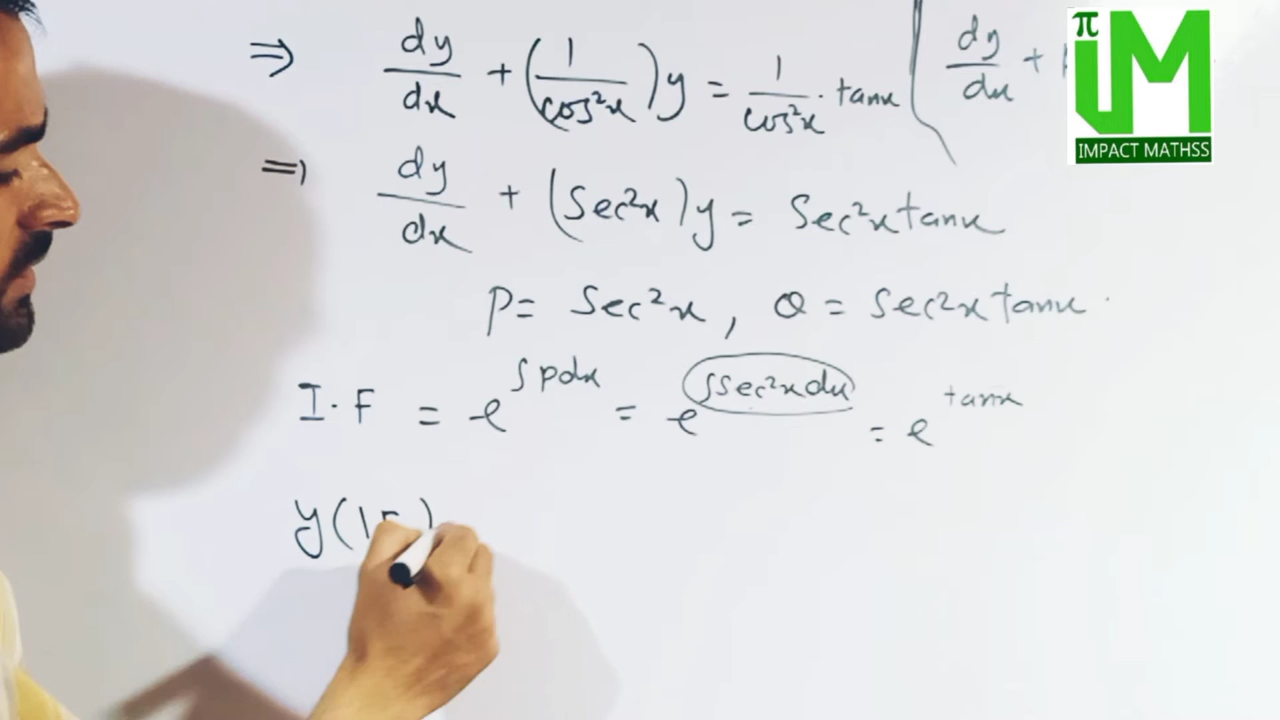 ⇒ dy/dx + (1/cos²x)y = 1/cos²x · tanx | dy/dx +
⇒ dy/dx + (Sec²x)y = Sec²x tanx
P = Sec²x, Q = Sec²x tanx.
I.F = e^∫pdx = e^∫Sec²xdx = e^tanx
y(I
π
iM
IMPACT MATHSS